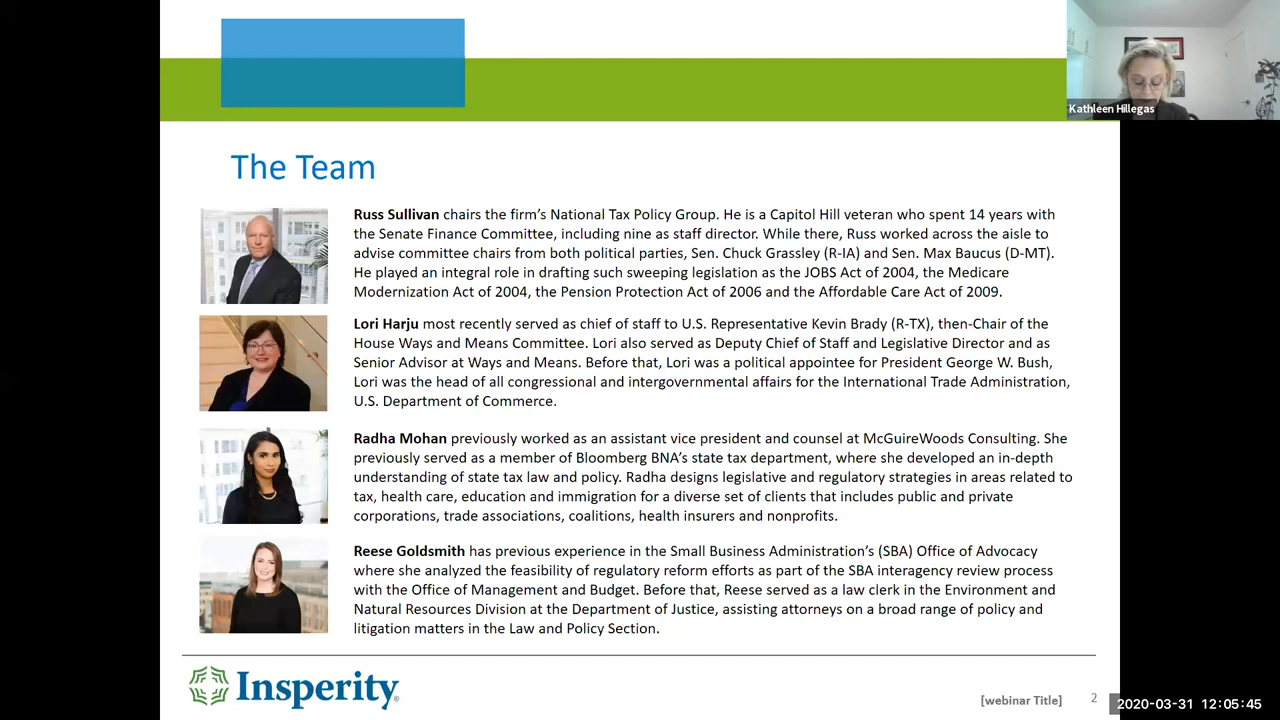 Kathleen Hillegas
The Team
Russ Sullivan chairs the firm's National Tax Policy Group. He is a Capitol Hill veteran who spent 14 years with
the Senate Finance Committee, including nine as staff director. While there, Russ worked across the aisle to
advise committee chairs from both political parties, Sen. Chuck Grassley (R-IA) and Sen. Max Baucus (D-MT).
He played an integral role in drafting such sweeping legislation as the JOBS Act of 2004, the Medicare
Modernization Act of 2004, the Pension Protection Act of 2006 and the Affordable Care Act of 2009.
Lori Harju most recently served as chief of staff to U.S. Representative Kevin Brady (R-TX), then-Chair of the
House Ways and Means Committee. Lori also served as Deputy Chief of Staff and Legislative Director and as
Senior Advisor at Ways and Means. Before that, Lori was a political appointee for President George W. Bush,
Lori was the head of all congressional and intergovernmental affairs for the International Trade Administration,
U.S. Department of Commerce.
Radha Mohan previously worked as an assistant vice president and counsel at McGuireWoods Consulting. She
previously served as a member of Bloomberg BNA's state tax department, where she developed an in-depth
understanding of state tax law and policy. Radha designs legislative and regulatory strategies in areas related to
tax, health care, education and immigration for a diverse set of clients that includes public and private
corporations, trade associations, coalitions, health insurers and nonprofits.
Reese Goldsmith has previous experience in the Small Business Administration's (SBA) Office of Advocacy
where she analyzed the feasibility of regulatory reform efforts as part of the SBA interagency review process
with the Office of Management and Budget. Before that, Reese served as a law clerk in the Environment and
Natural Resources Division at the Department of Justice, assisting attorneys on a broad range of policy and
litigation matters in the Law and Policy Section.
Insperity
[webinar Title]
2
2020-03-31 12:05:45